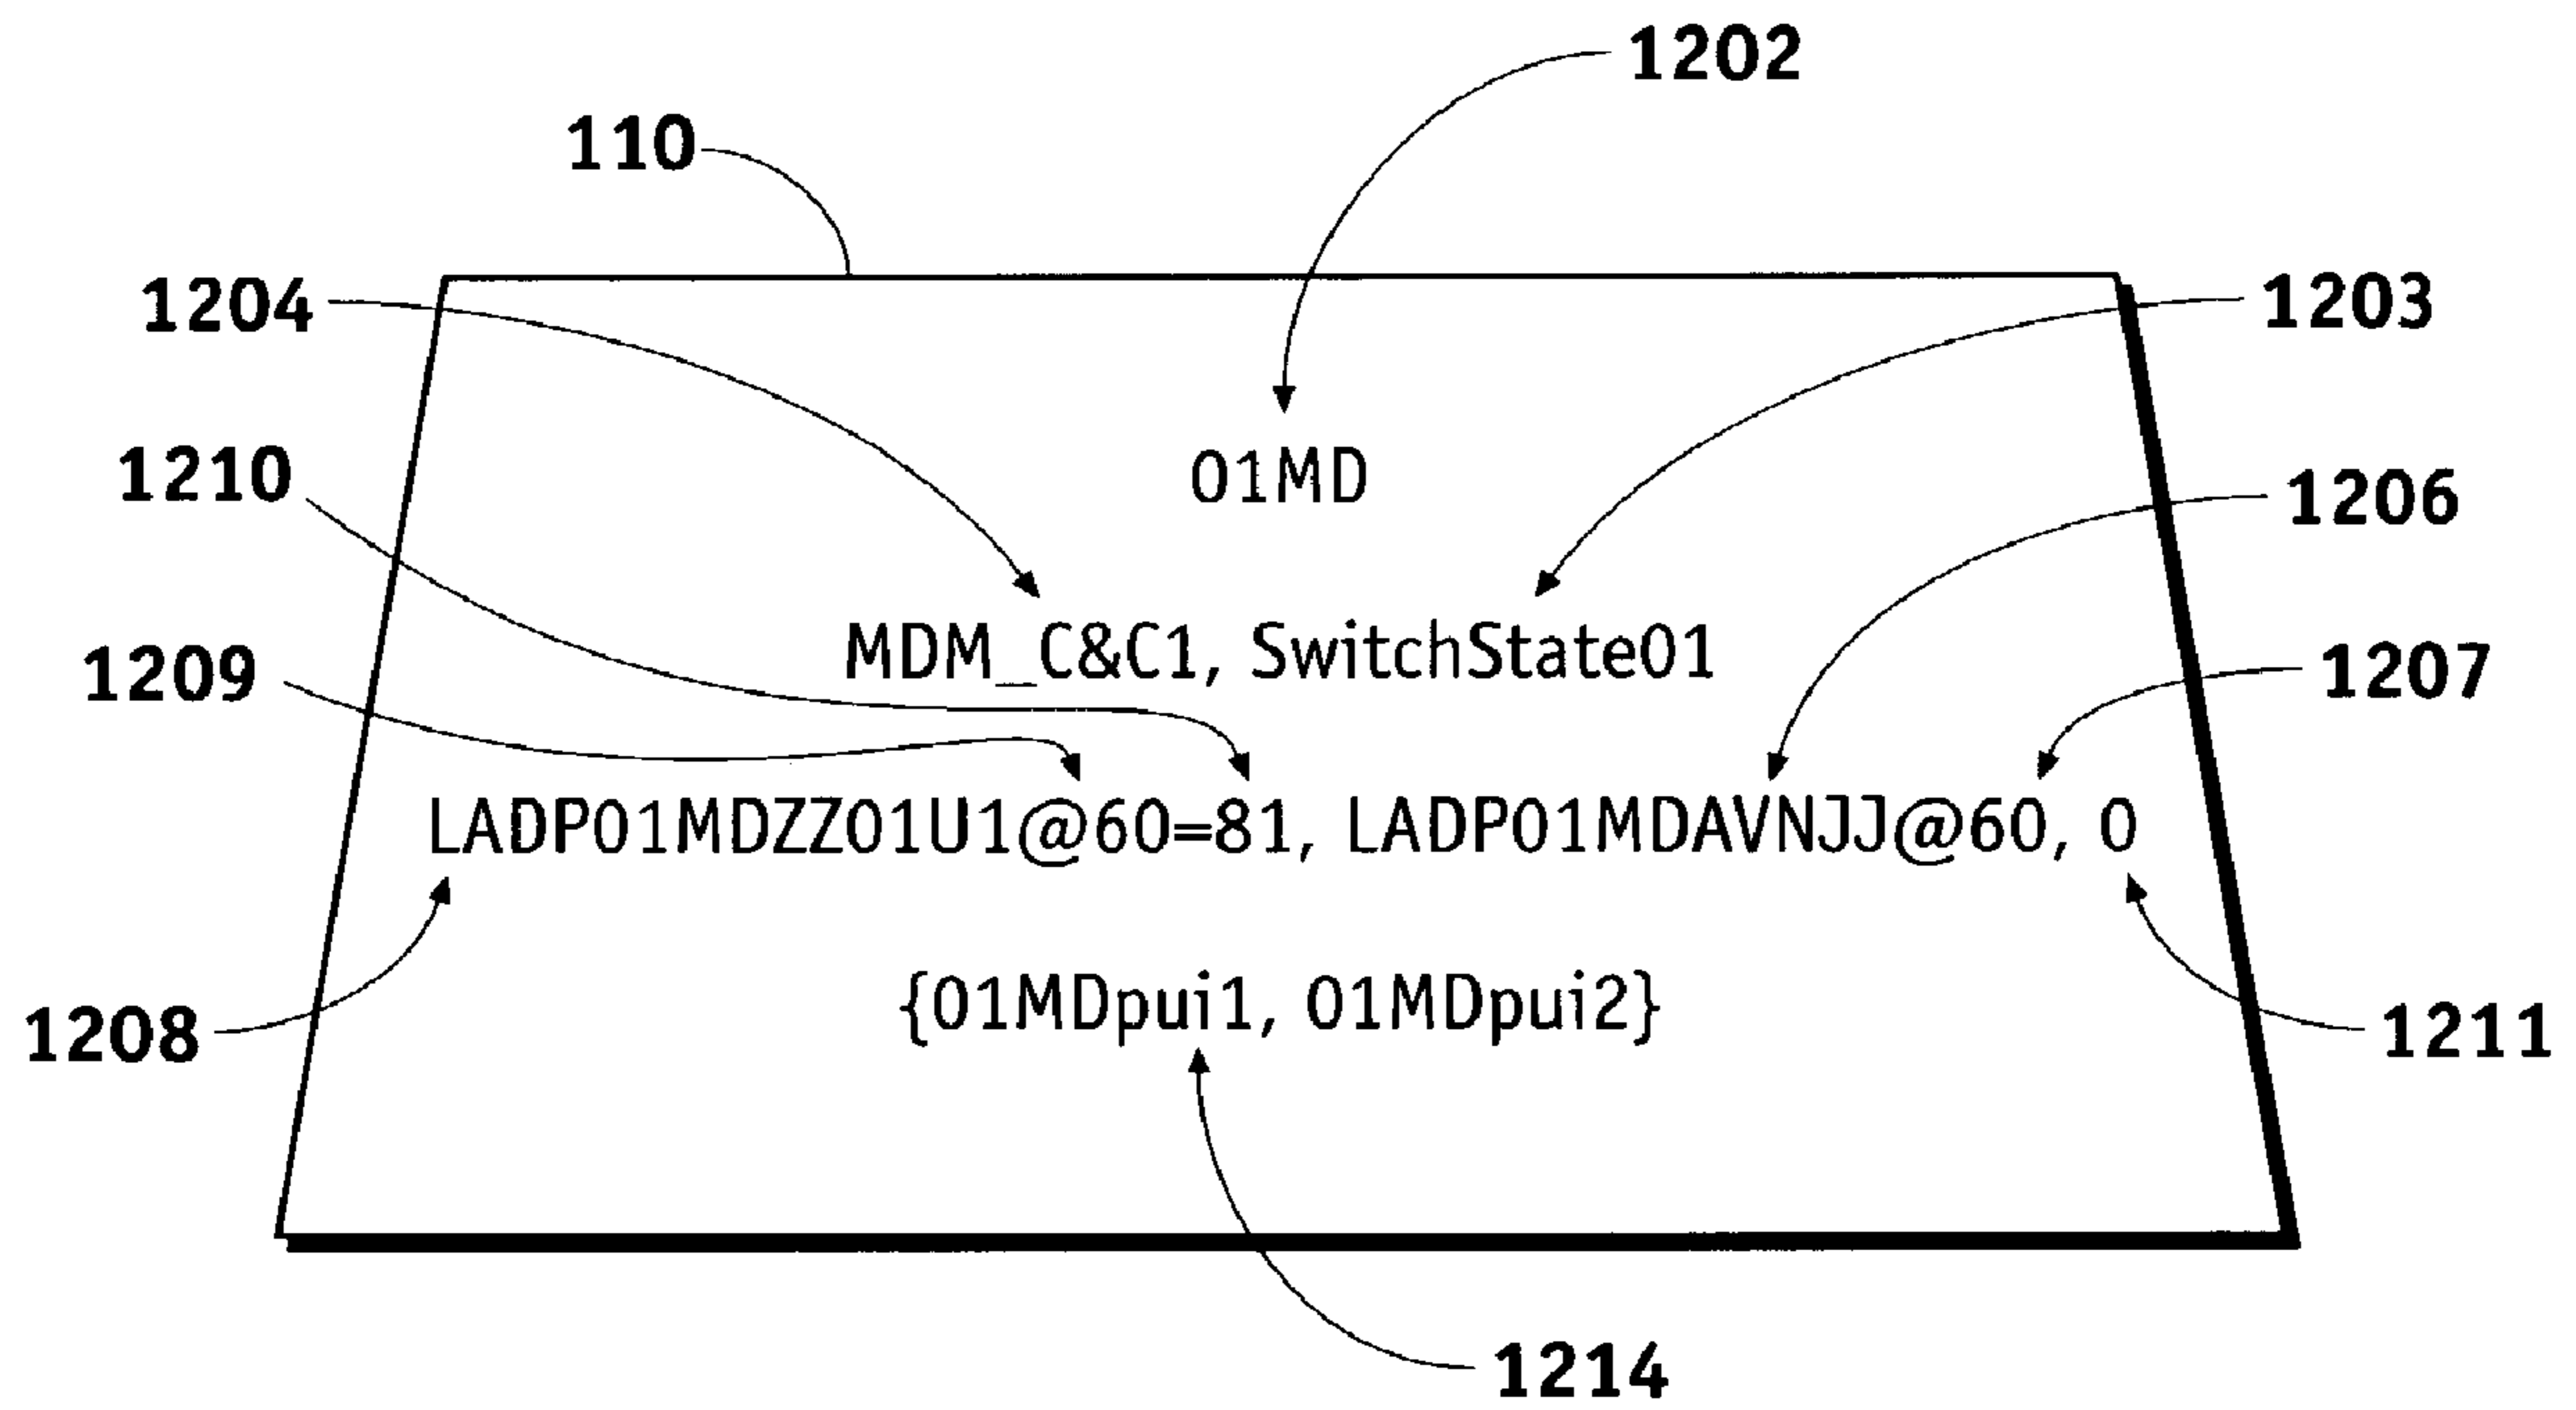 1202
110
1204
1203
01MD
1210
1206
MDM_C&C1, SwitchState01
1209
1207
LADP01MDZZ01U1@60=81, LADP01MDAVNJJ@60, 0
{01MDpui1, 01MDpui2}
1208
1211
1214